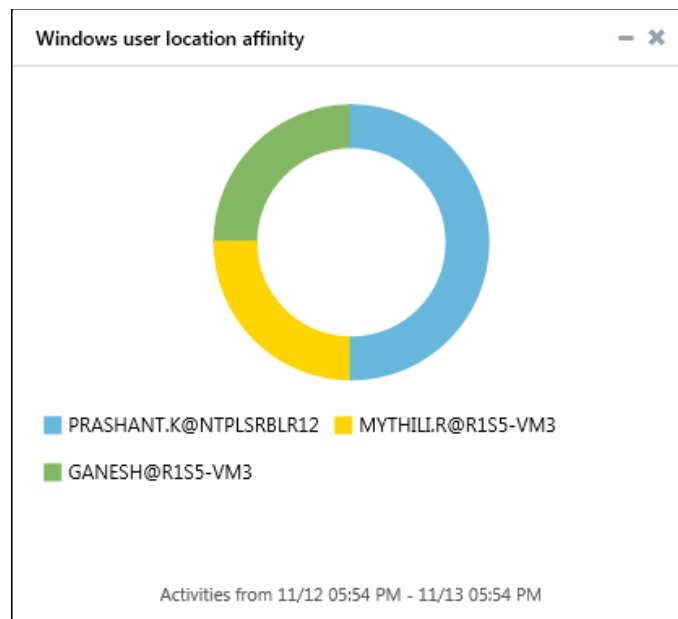 Windows user location affinity
PRASHANT.K@NTPLSRBLR12 MYTHILI.R@R1S5-VM3
GANESH@R1S5-VM3
Activities from 11/12 05:54 PM - 11/13 05:54 PM